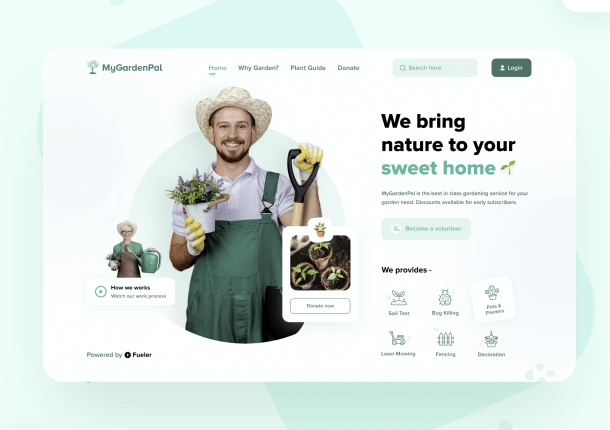 MyGardenPal
Home
Why Garden?
Plant Guide
Donate
Search here
Login
We bring
nature to your
sweet home
MyGardenPal is the best in class gardening service for your
garden need. Discounts available for early subscribers.
Become a volunteer
How we works
Watch our work process
Donate now
We provides -
Soil Test
Bug Killing
Pots &
Planters
Lawn Mowing
Fencing
Decoration
Powered by Fueler